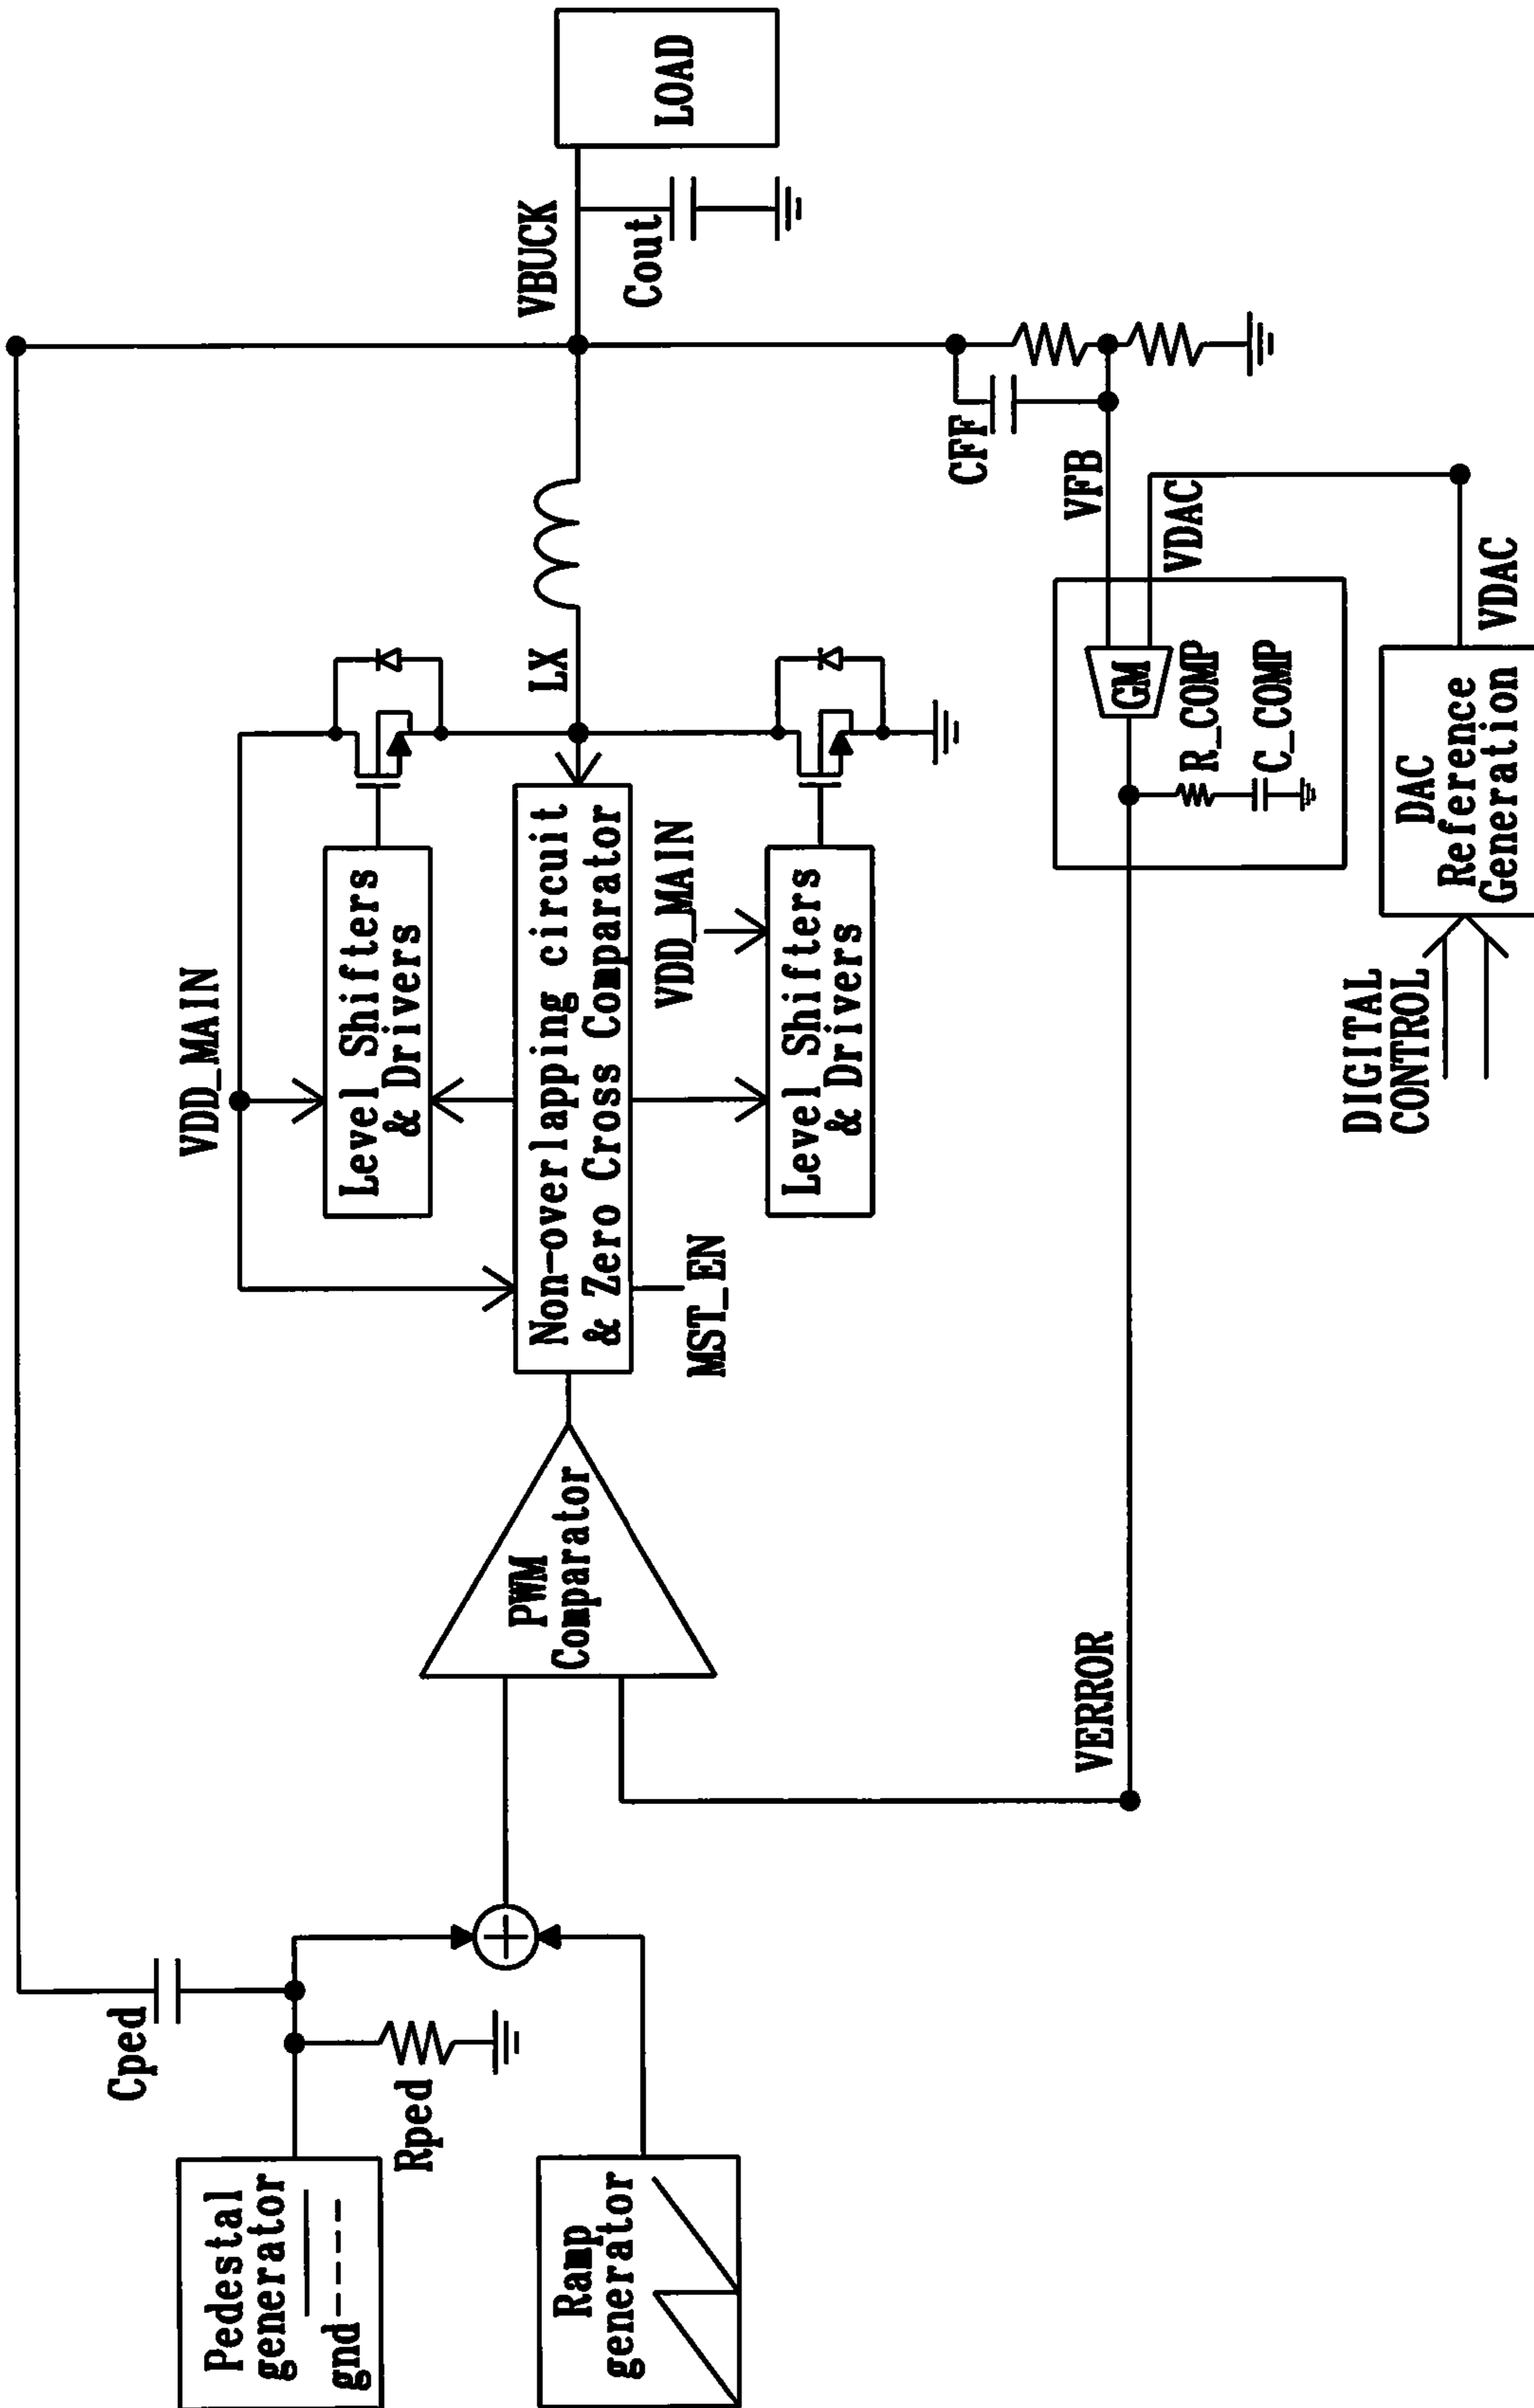 Pedestal
generator
gnd
Cped
Rped
Ramp
generator
PWM
Comparator
VERROR
VDD_MAIN
Level Shifters
& Drivers
Non-overlapping circuit
& Zero Cross Comparator
MST_EN
VDD_MAIN
Level Shifters
& Drivers
LX
VBUCK
Cout
LOAD
CFF
VFB
VDAC
GM
R_COMP
C_COMP
DIGITAL
CONTROL
DAC
Reference
Generation
VDAC